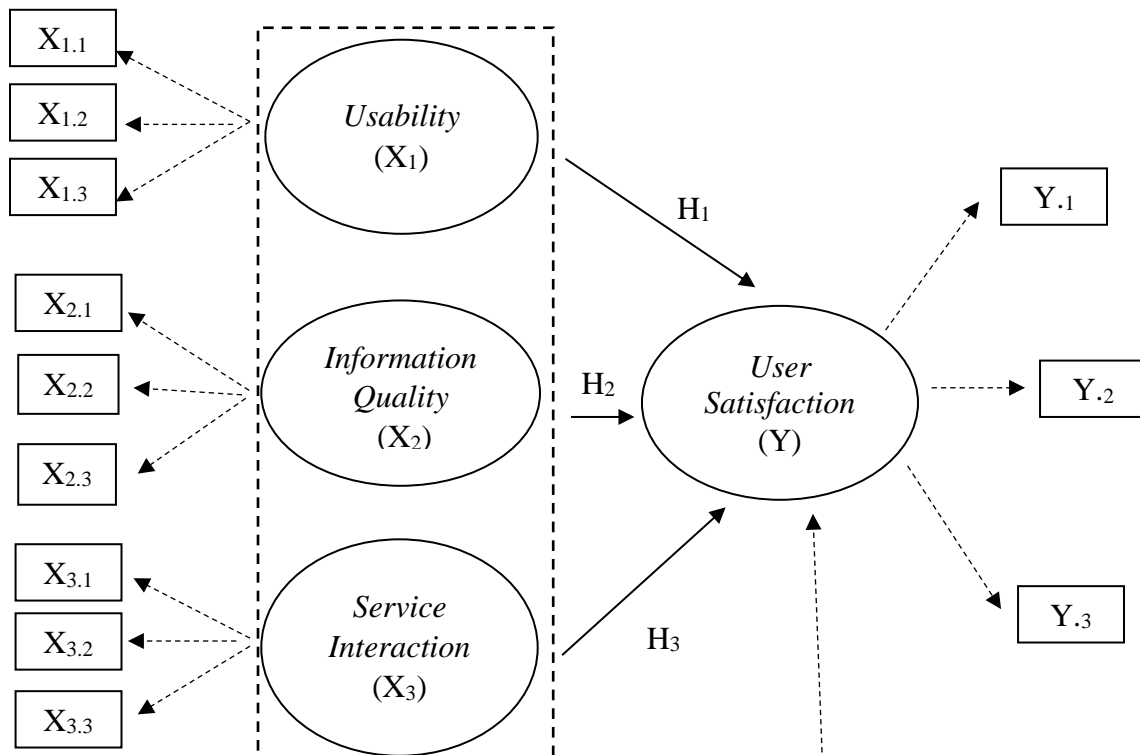 X1.1
X1.2
X1.3
Usability
(X1)
H1
Y.1
X2.1
X2.2
X2.3
Information
Quality
(X2)
H2
User
Satisfaction
(Y)
Y.2
X3.1
X3.2
X3.3
Service
Interaction
(X3)
H3
Y.3